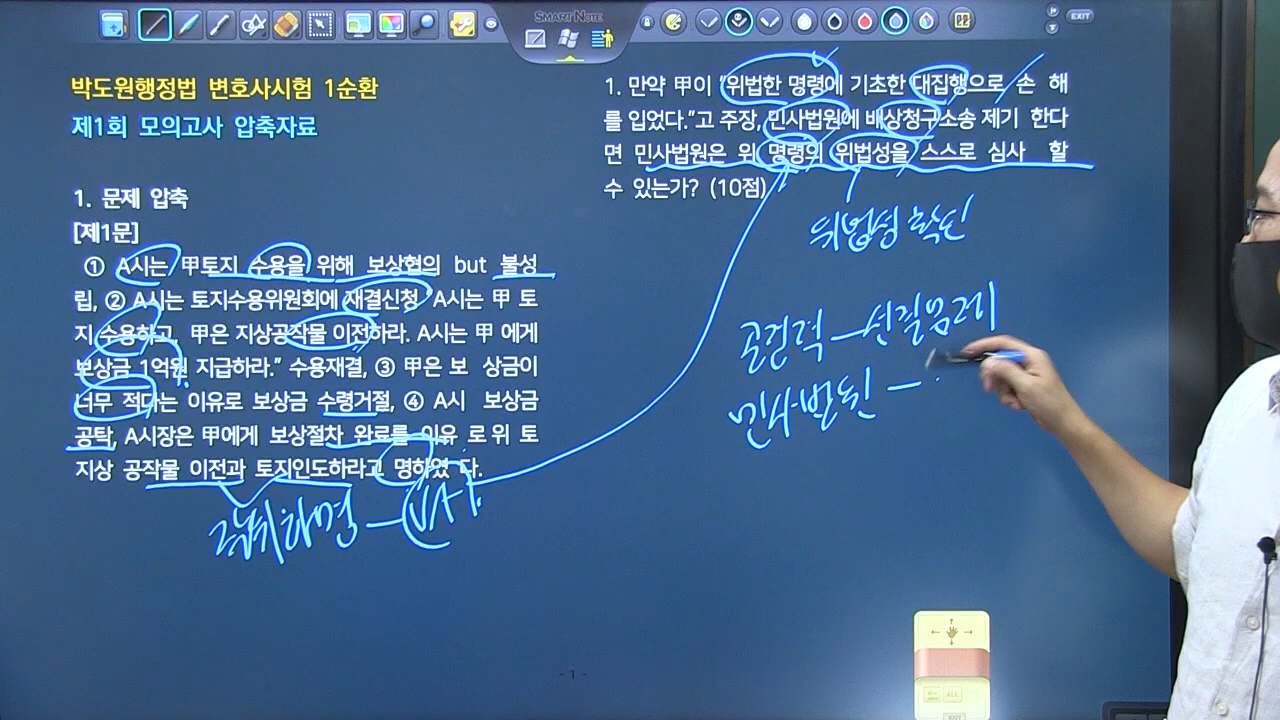 SMART NOTE
EXIT
박도원행정법 변호사시험 1순환
제1회 모의고사 압축자료
1. 문제 압축
[제1문]
① A시는 甲토지 수용을 위해 보상협의 but 불성
립, ② A시는 토지수용위원회에 재결신청 "A시는 甲 토
지 수용하고, 甲은 지상공작물 이전하라. A시는 甲 에게
보상금 1억원 지급하라." 수용재결, ③ 甲은 보 상금이
너무 적다는 이유로 보상금 수령거절, ④ A시 보상금
공탁, A시장은 甲에게 보상절차 완료를 이유 로 위 토
지상 공작물 이전과 토지인도하라고 명하였 다.
1. 만약 甲이 "위법한 명령에 기초한 대집행으로 손 해
를 입었다."고 주장, 민사법원에 배상청구소송 제기 한다
면 민사법원은 위 명령의 위법성을 스스로 심사 할
수 있는가? (10점)
위법성 확인
민사법원 -
- 1 -
ALL
EXIT